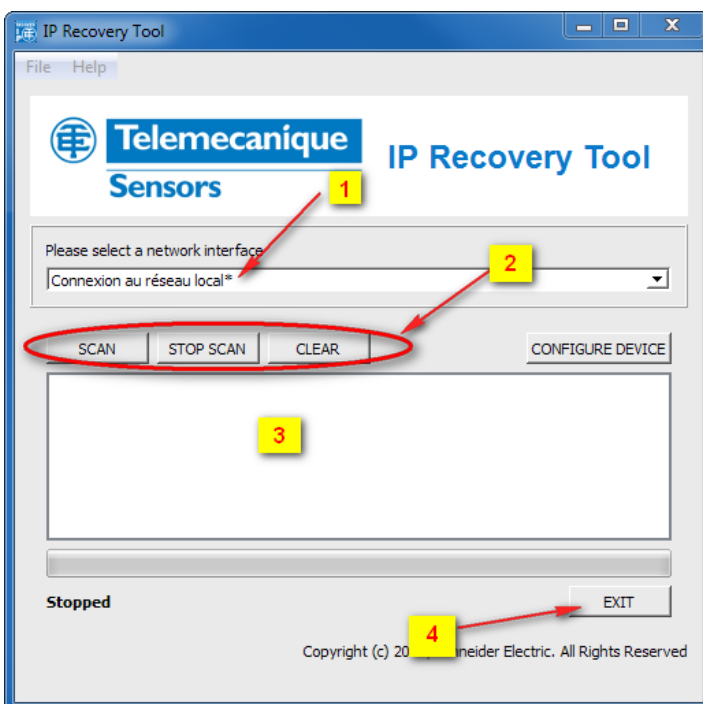 IP Recovery Tool
File Help
Telemecanique
Sensors
IP Recovery Tool
1
Please select a network interface
2
Connexion au réseau local*
SCAN STOP SCAN CLEAR CONFIGURE DEVICE
3
Stopped
EXIT
4
Copyright (c) Electric. All Rights Reserved